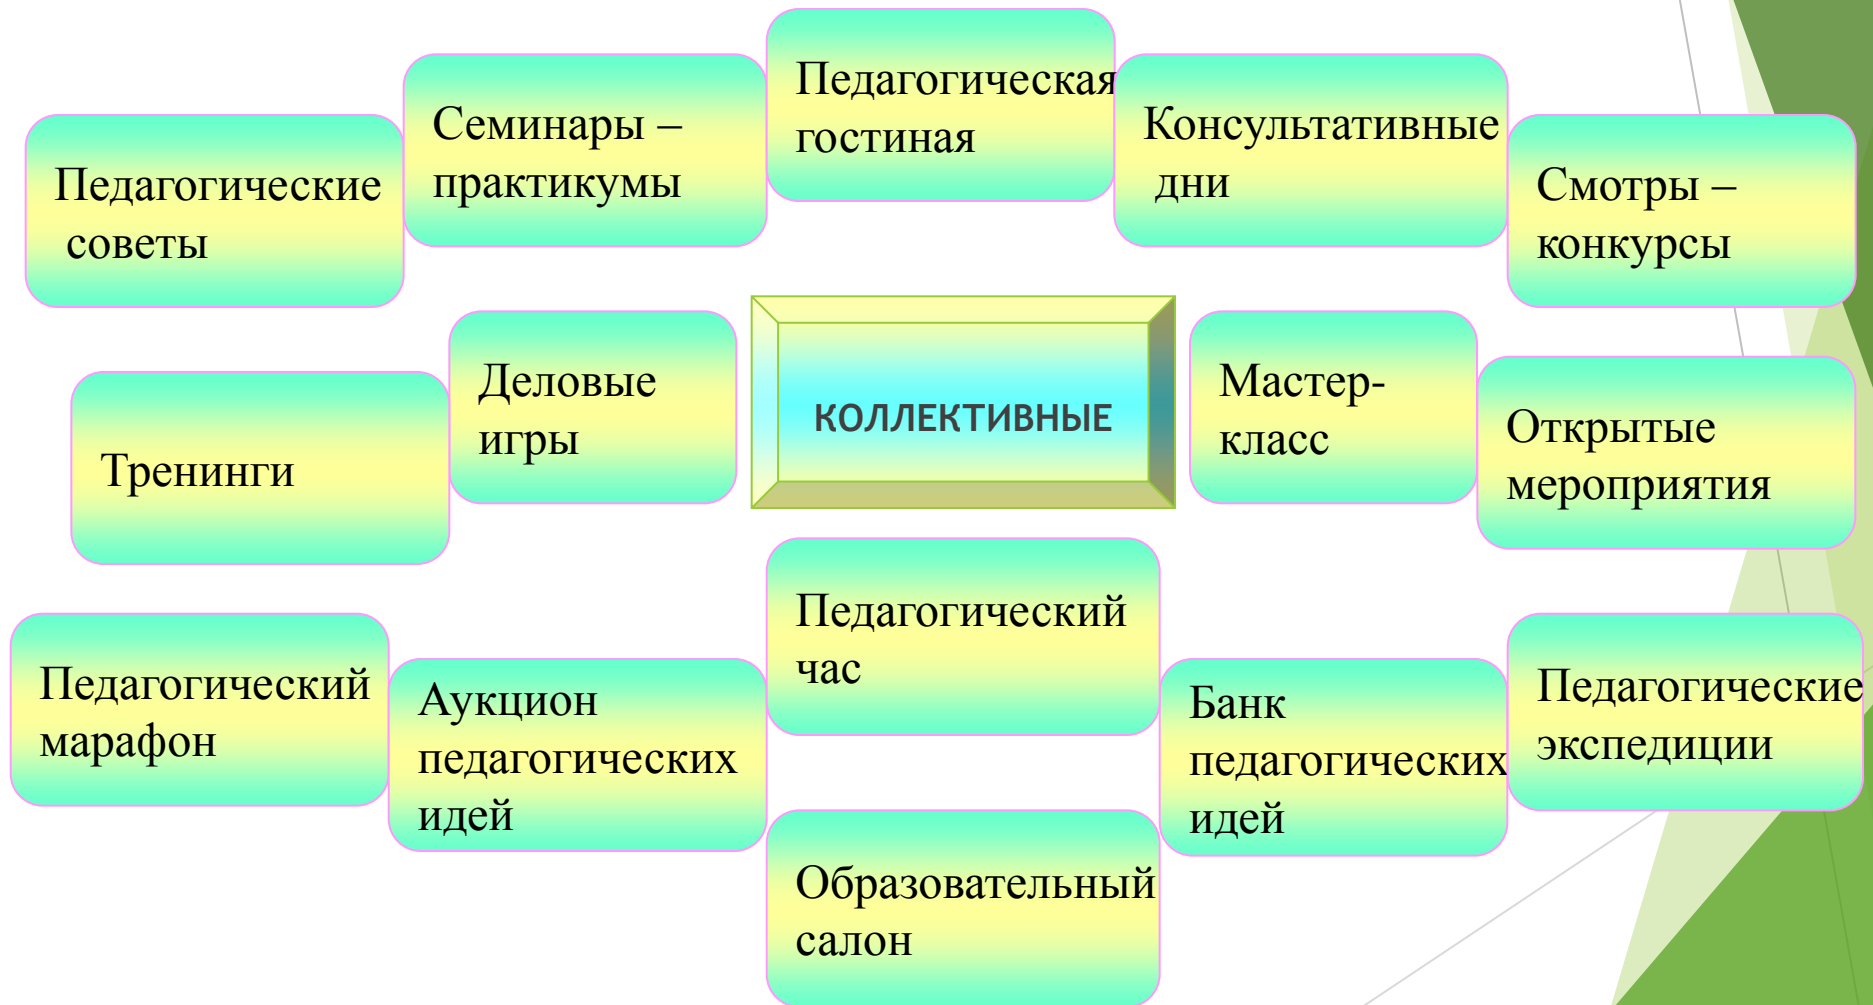 Педагогические
советы
Семинары –
практикумы
Педагогическая
гостиная
Консультативные
дни
Смотры –
конкурсы
Тренинги
Деловые
игры
КОЛЛЕКТИВНЫЕ
Мастер-
класс
Открытые
мероприятия
Педагогический
марафон
Аукцион
педагогических
идей
Педагогический
час
Образовательный
салон
Банк
педагогических
идей
Педагогические
экспедиции